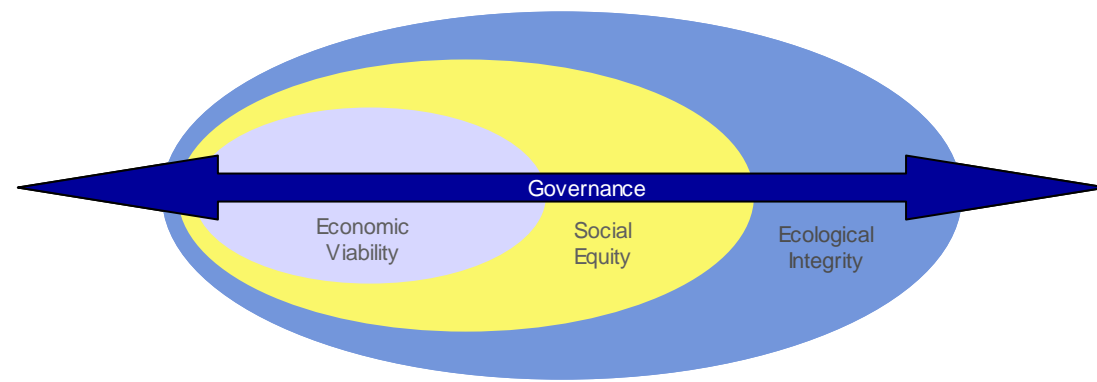 Governance
Economic
Viability
Social
Equity
Ecological
Integrity